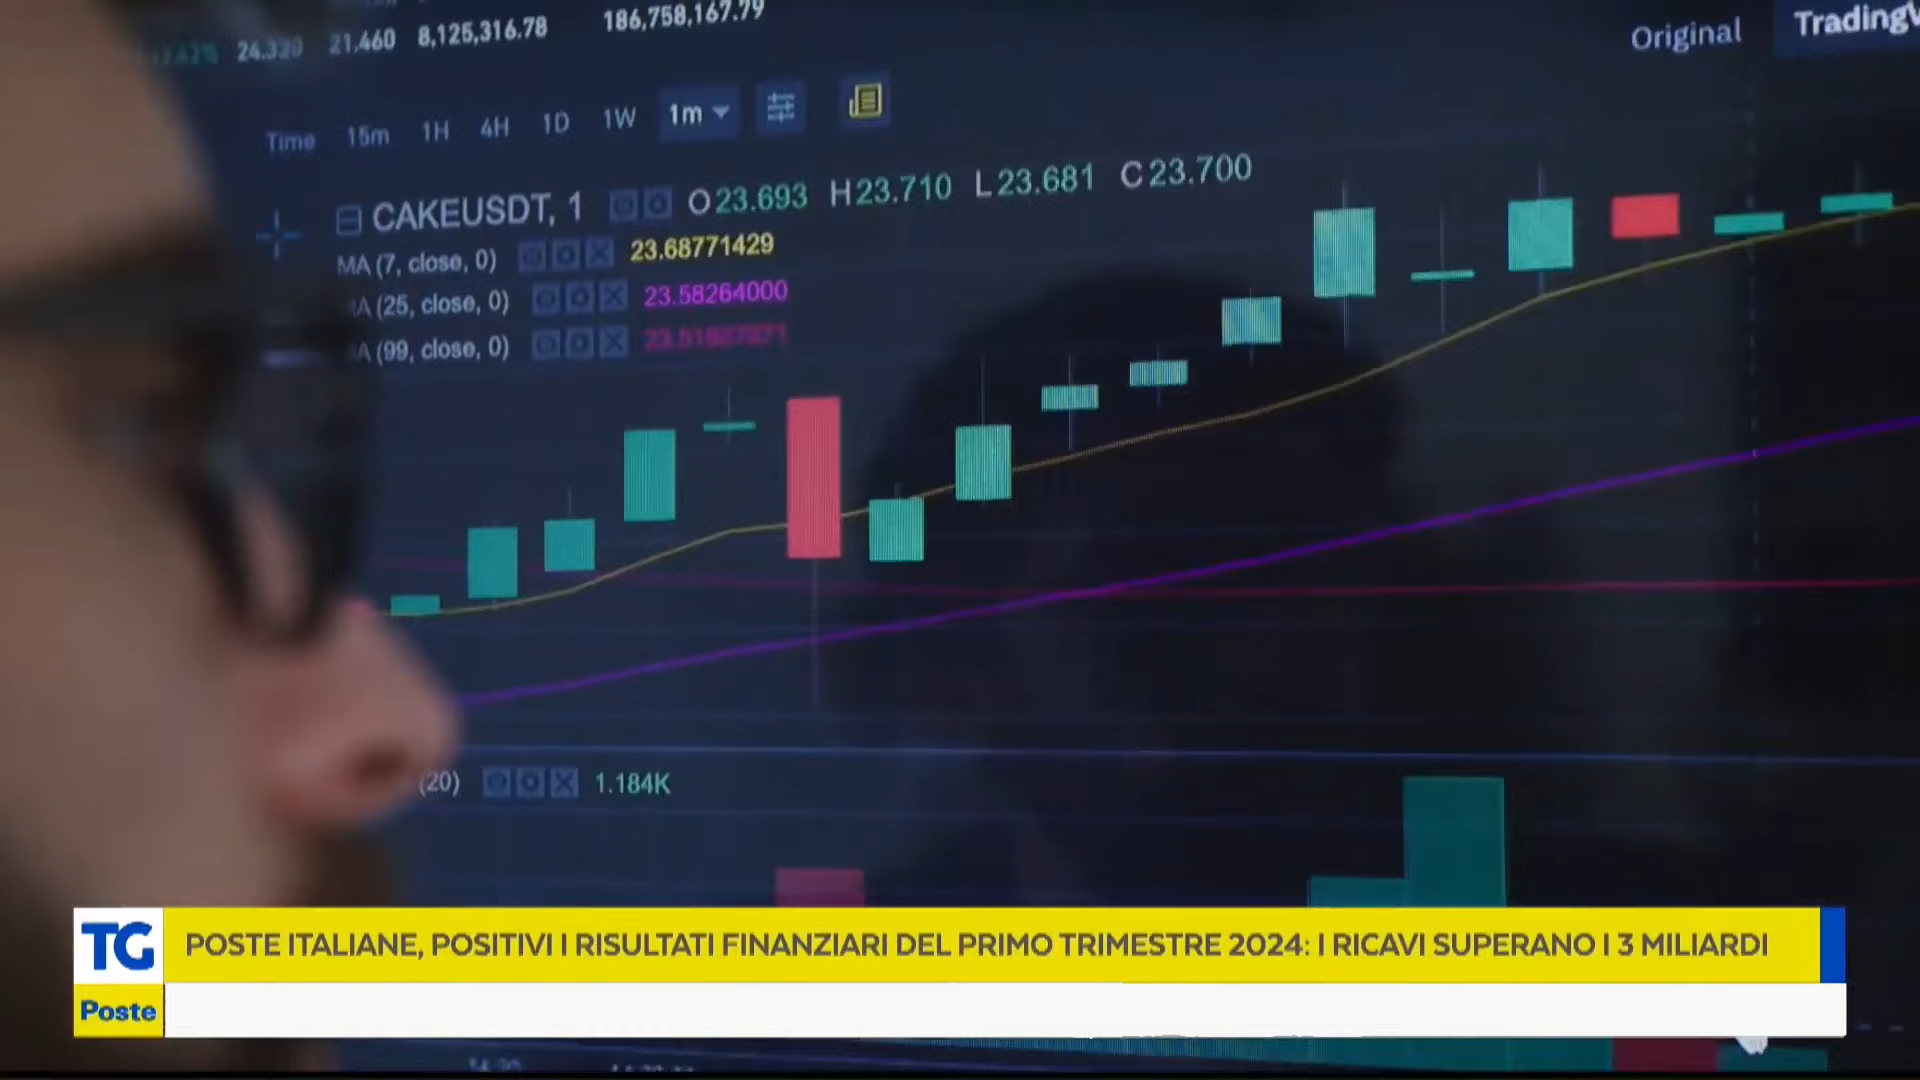 24.320 21.460 8,125,316.78 186,758,167.79
Original
Time 15m 1H 4H 1D 1W 1m
CAKEUSDT, 1 O23.693 H23.710 L23.681 C23.700
MA (7, close, 0) 23.68771429
(25, close, 0) 23.58264000
(99, close, 0)
(20) 1.184K
TG POSTE ITALIANE, POSITIVI I RISULTATI FINANZIARI DEL PRIMO TRIMESTRE 2024: I RICAVI SUPERANO I 3 MILIARDI
Poste